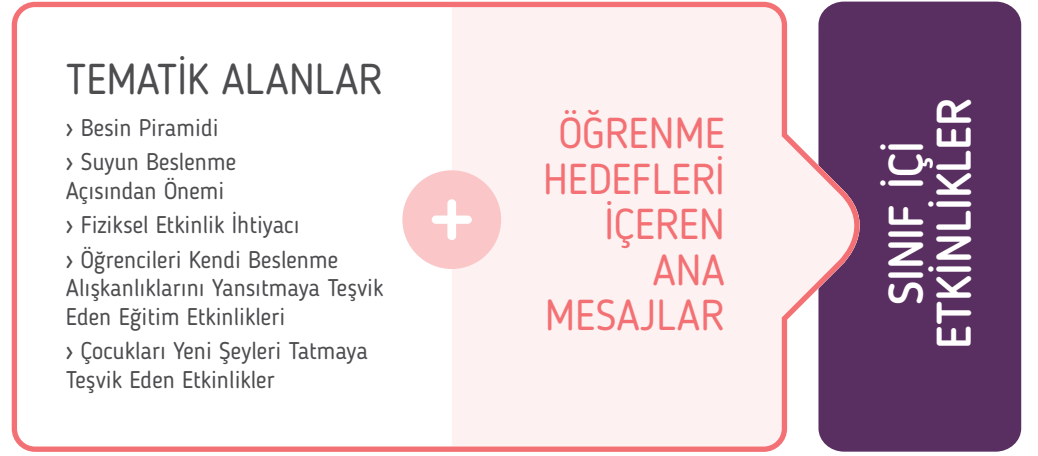 TEMATİK ALANLAR
› Besin Piramidi
› Suyun Beslenme
Açısından Önemi
› Fiziksel Etkinlik İhtiyacı
› Öğrencileri Kendi Beslenme
Alışkanlıklarını Yansıtmaya Teşvik
Eden Eğitim Etkinlikleri
› Çocukları Yeni Şeyleri Tatmaya
Teşvik Eden Etkinlikler
+
ÖĞRENME
HEDEFLERİ
İÇEREN
ANA
MESAJLAR
SINIF İÇİ
ETKİNLİKLER